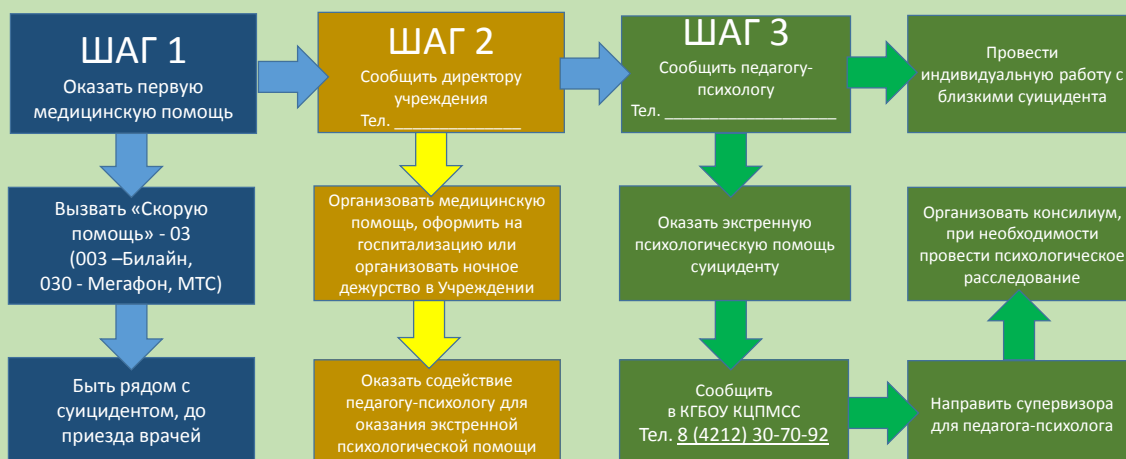 ШАГ 1
Оказать первую
медицинскую помощь
ШАГ 2
Сообщить директору
учреждения
Тел. ______________
ШАГ 3
Сообщить педагогу-
психологу
Тел. ___________________
Провести
индивидуальную работу с
близкими суицидента
Вызвать «Скорую
помощь» - 03
(003 –Билайн,
030 - Мегафон, МТС)
Организовать медицинскую
помощь, оформить на
госпитализацию или
организовать ночное
дежурство в Учреждении
Оказать экстренную
психологическую помощь
суициденту
Организовать консилиум,
при необходимости
провести психологическое
расследование
Быть рядом с
суицидентом, до
приезда врачей
Оказать содействие
педагогу-психологу для
оказания экстренной
психологической помощи
Сообщить
в КГБОУ КЦПМСС
Тел. 8 (4212) 30-70-92
Направить супервизора
для педагога-психолога